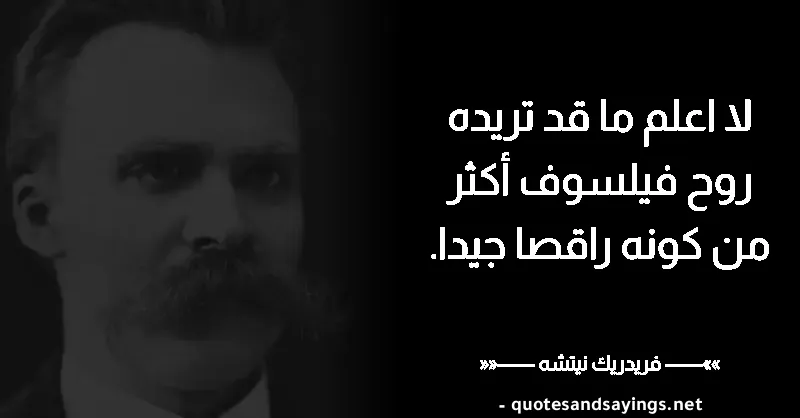 لا اعلم ما قد تريده
روح فيلسوف أكثر
من كونه راقصا جيدا.
»»—— فريدريك نيتشه ——««
- quotesandsayings.net